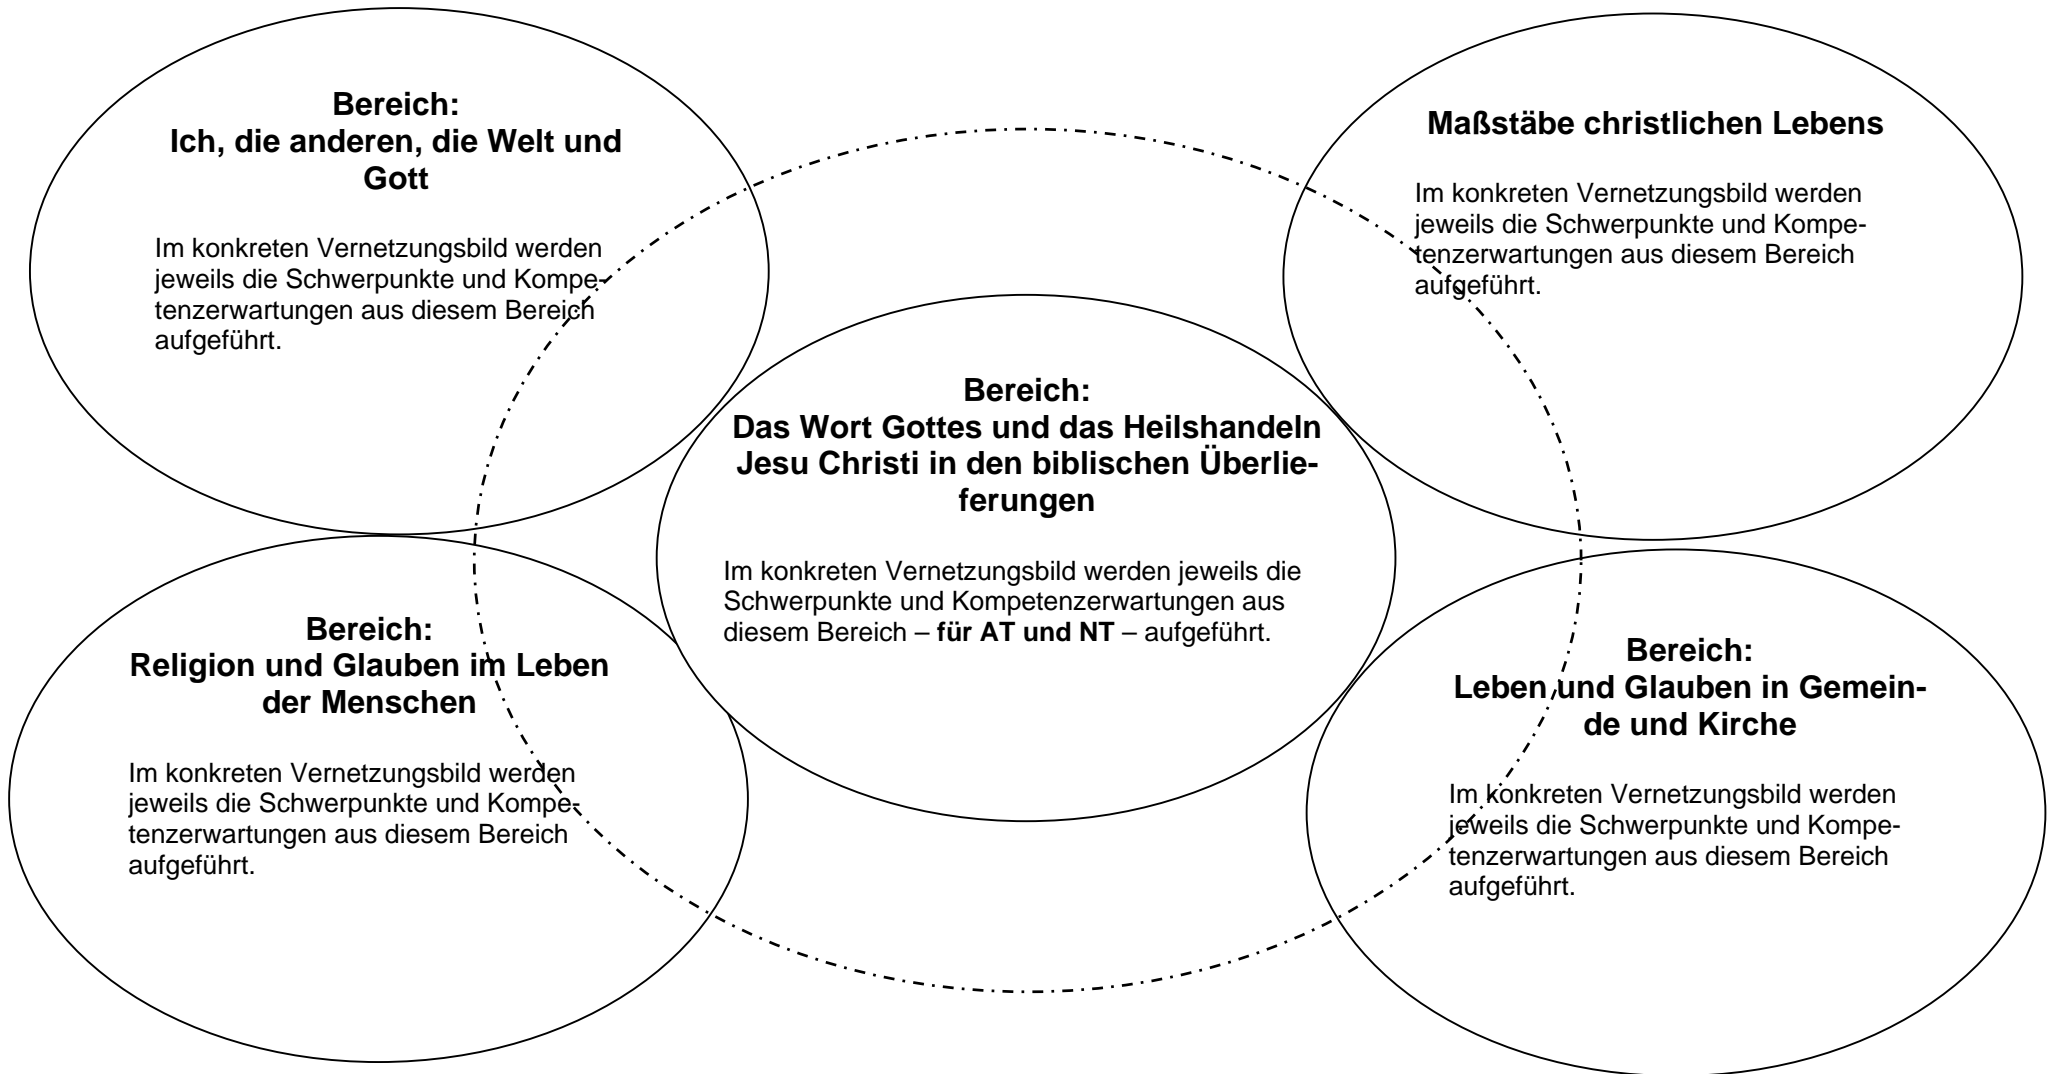 Bereich:
Ich, die anderen, die Welt und
Gott
Im konkreten Vernetzungsbild werden
jeweils die Schwerpunkte und Kompe-
tenzerwartungen aus diesem Bereich
aufgeführt.
Maßstäbe christlichen Lebens
Im konkreten Vernetzungsbild werden
jeweils die Schwerpunkte und Kompe-
tenzerwartungen aus diesem Bereich
aufgeführt.
Bereich:
Das Wort Gottes und das Heilshandeln
Jesu Christi in den biblischen Überlie-
ferungen
Im konkreten Vernetzungsbild werden jeweils die
Schwerpunkte und Kompetenzerwartungen aus
diesem Bereich – für AT und NT – aufgeführt.
Bereich:
Religion und Glauben im Leben
der Menschen
Im konkreten Vernetzungsbild werden
jeweils die Schwerpunkte und Kompe-
tenzerwartungen aus diesem Bereich
aufgeführt.
Bereich:
Leben und Glauben in Gemein-
de und Kirche
Im konkreten Vernetzungsbild werden
jeweils die Schwerpunkte und Kompe-
tenzerwartungen aus diesem Bereich
aufgeführt.